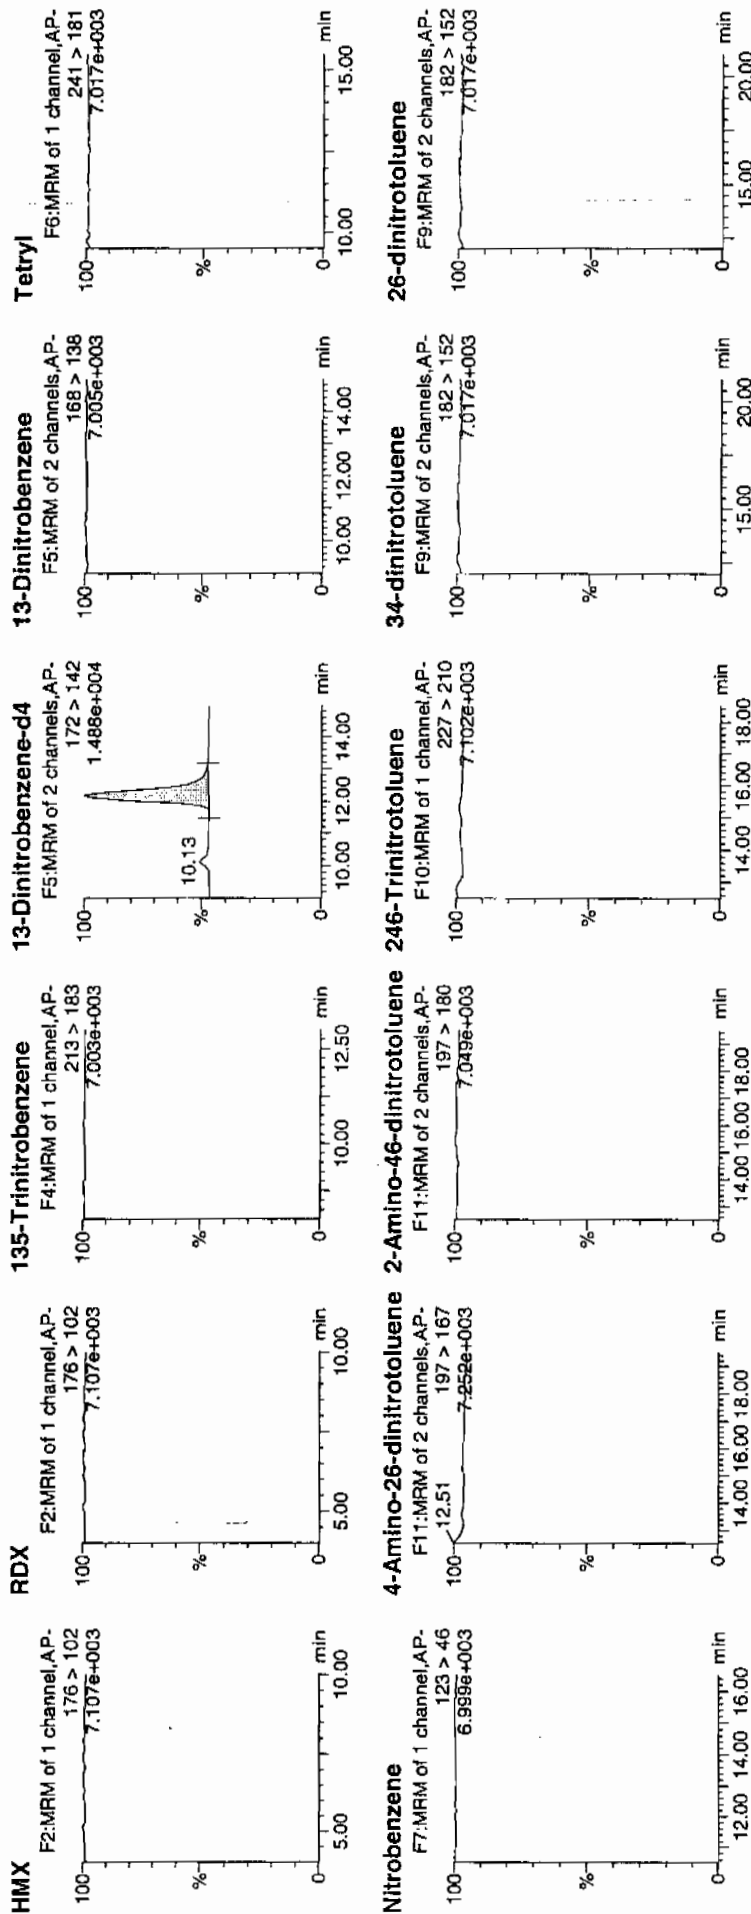 HMX
F2:MRM of 1 channel,AP-
176 > 102
7.107e+003
100
%
0
5.00 10.00 min
RDX
F2:MRM of 1 channel,AP-
176 > 102
7.107e+003
100
%
0
5.00 10.00 min
135-Trinitrobenzene
F4:MRM of 1 channel,AP-
213 > 183
7.003e+003
100
%
0
10.00 12.50 min
13-Dinitrobenzene-d4
F5:MRM of 2 channels,AP-
172 > 142
1.488e+004
100
10.13
%
0
10.00 12.00 14.00 min
13-Dinitrobenzene
F5:MRM of 2 channels,AP-
168 > 138
7.005e+003
100
%
0
10.00 12.00 14.00 min
Tetryl
F6:MRM of 1 channel,AP-
241 > 181
7.017e+003
100
%
0
10.00 15.00 min
Nitrobenzene
F7:MRM of 1 channel,AP-
123 > 46
6.999e+003
100
%
0
12.00 14.00 16.00 min
4-Amino-26-dinitrotoluene
F11:MRM of 2 channels,AP-
12.51 197 > 167
7.252e+003
100
%
0
14.00 16.00 18.00 min
2-Amino-46-dinitrotoluene
F11:MRM of 2 channels,AP-
197 > 180
7.049e+003
100
%
0
14.00 16.00 18.00 min
246-Trinitrotoluene
F10:MRM of 1 channel,AP-
227 > 210
7.102e+003
100
%
0
14.00 16.00 18.00 min
34-dinitrotoluene
F9:MRM of 2 channels,AP-
182 > 152
7.017e+003
100
%
0
15.00 20.00 min
26-dinitrotoluene
F9:MRM of 2 channels,AP-
182 > 152
7.017e+003
100
%
0
15.00 20.00 min